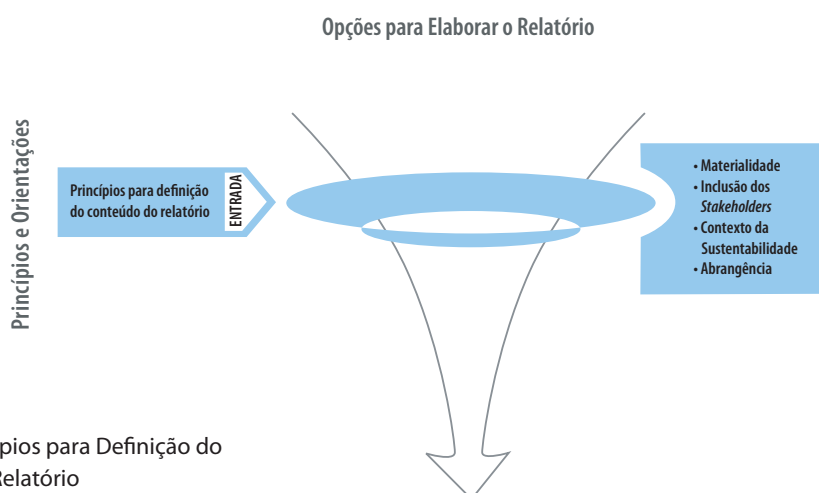 Opções para Elaborar o Relatório
Princípios e Orientações
Princípios para definição
do conteúdo do relatório
ENTRADA
• Materialidade
• Inclusão dos
Stakeholders
• Contexto da
Sustentabilidade
• Abrangência
para Definição do
Relatório